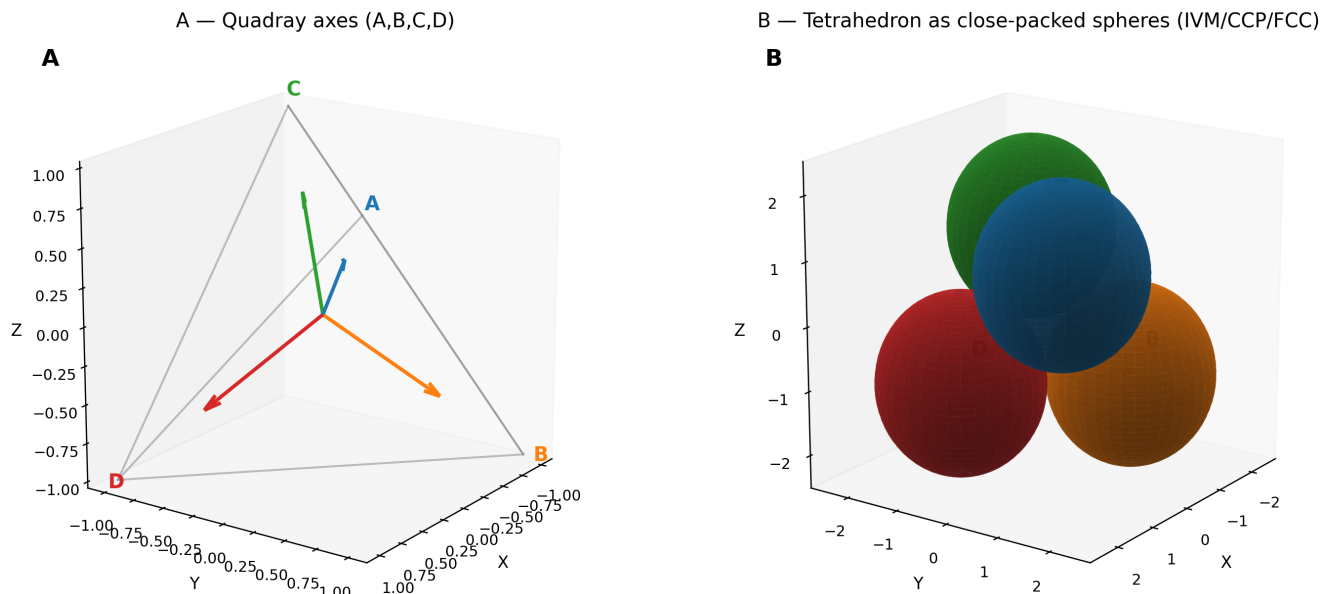 A — Quadray axes (A,B,C,D)
A
C
A
B
D
1.00
0.75
0.50
0.25
0.00
−0.25
−0.50
−0.75
−1.00
Z
−1.00
−0.75
−0.50
−0.25
0.00
0.25
0.50
0.75
1.00
Y
−1.00
−0.75
−0.50
−0.25
0.00
0.25
0.50
0.75
1.00
X
B — Tetrahedron as close-packed spheres (IVM/CCP/FCC)
B
D
B
2
1
0
−1
−2
Z
−2
−1
0
1
2
Y
−2
−1
0
1
2
X